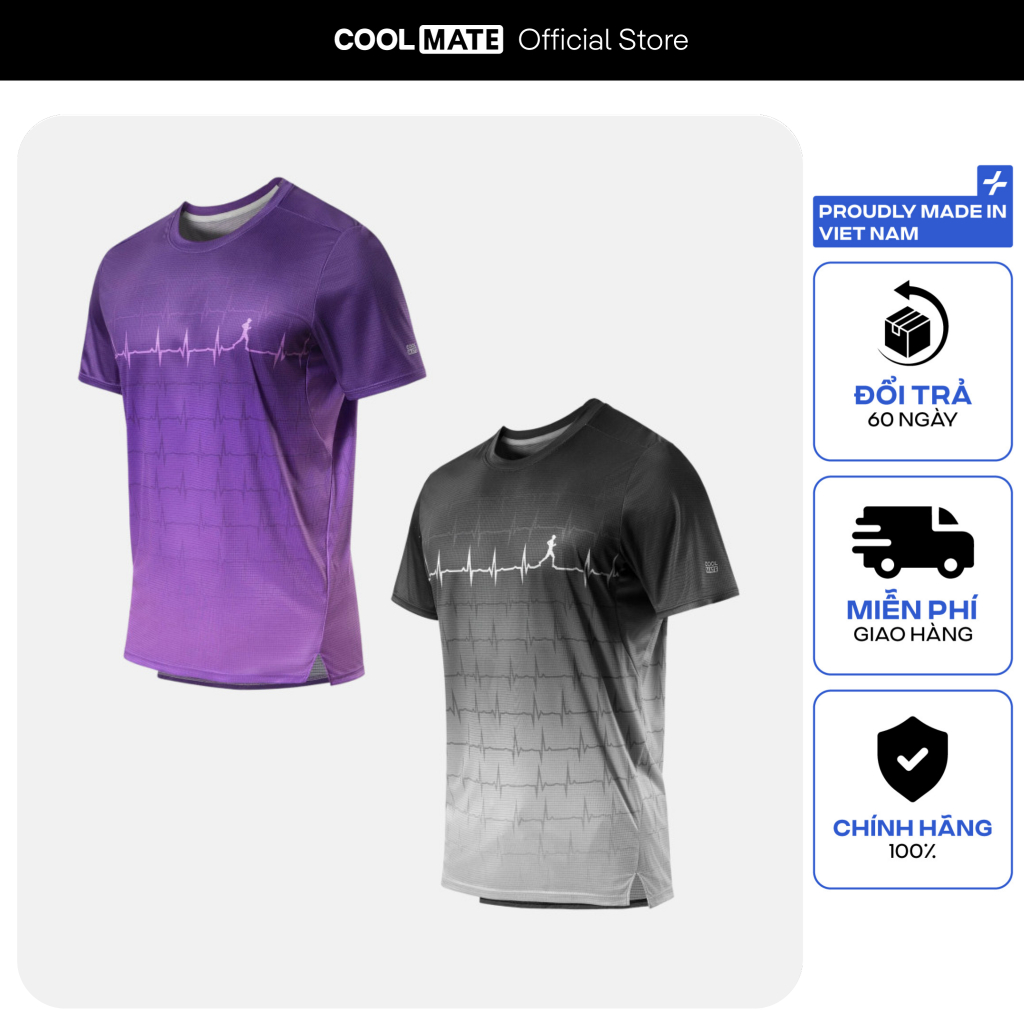 COOLMATE Official Store
PROUDLY MADE IN
VIET NAM
ĐỔI TRẢ
60 NGÀY
MIỄN PHÍ
GIAO HÀNG
CHÍNH HÃNG
100%
COOL
MATE